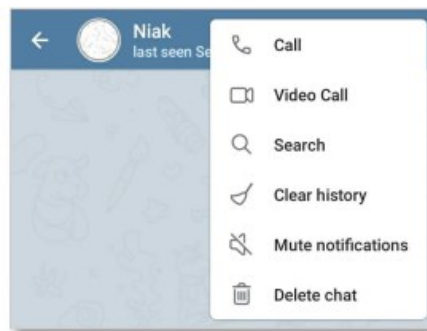 Niak
last seen Se
Call
Video Call
Search
Clear history
Mute notifications
Delete chat